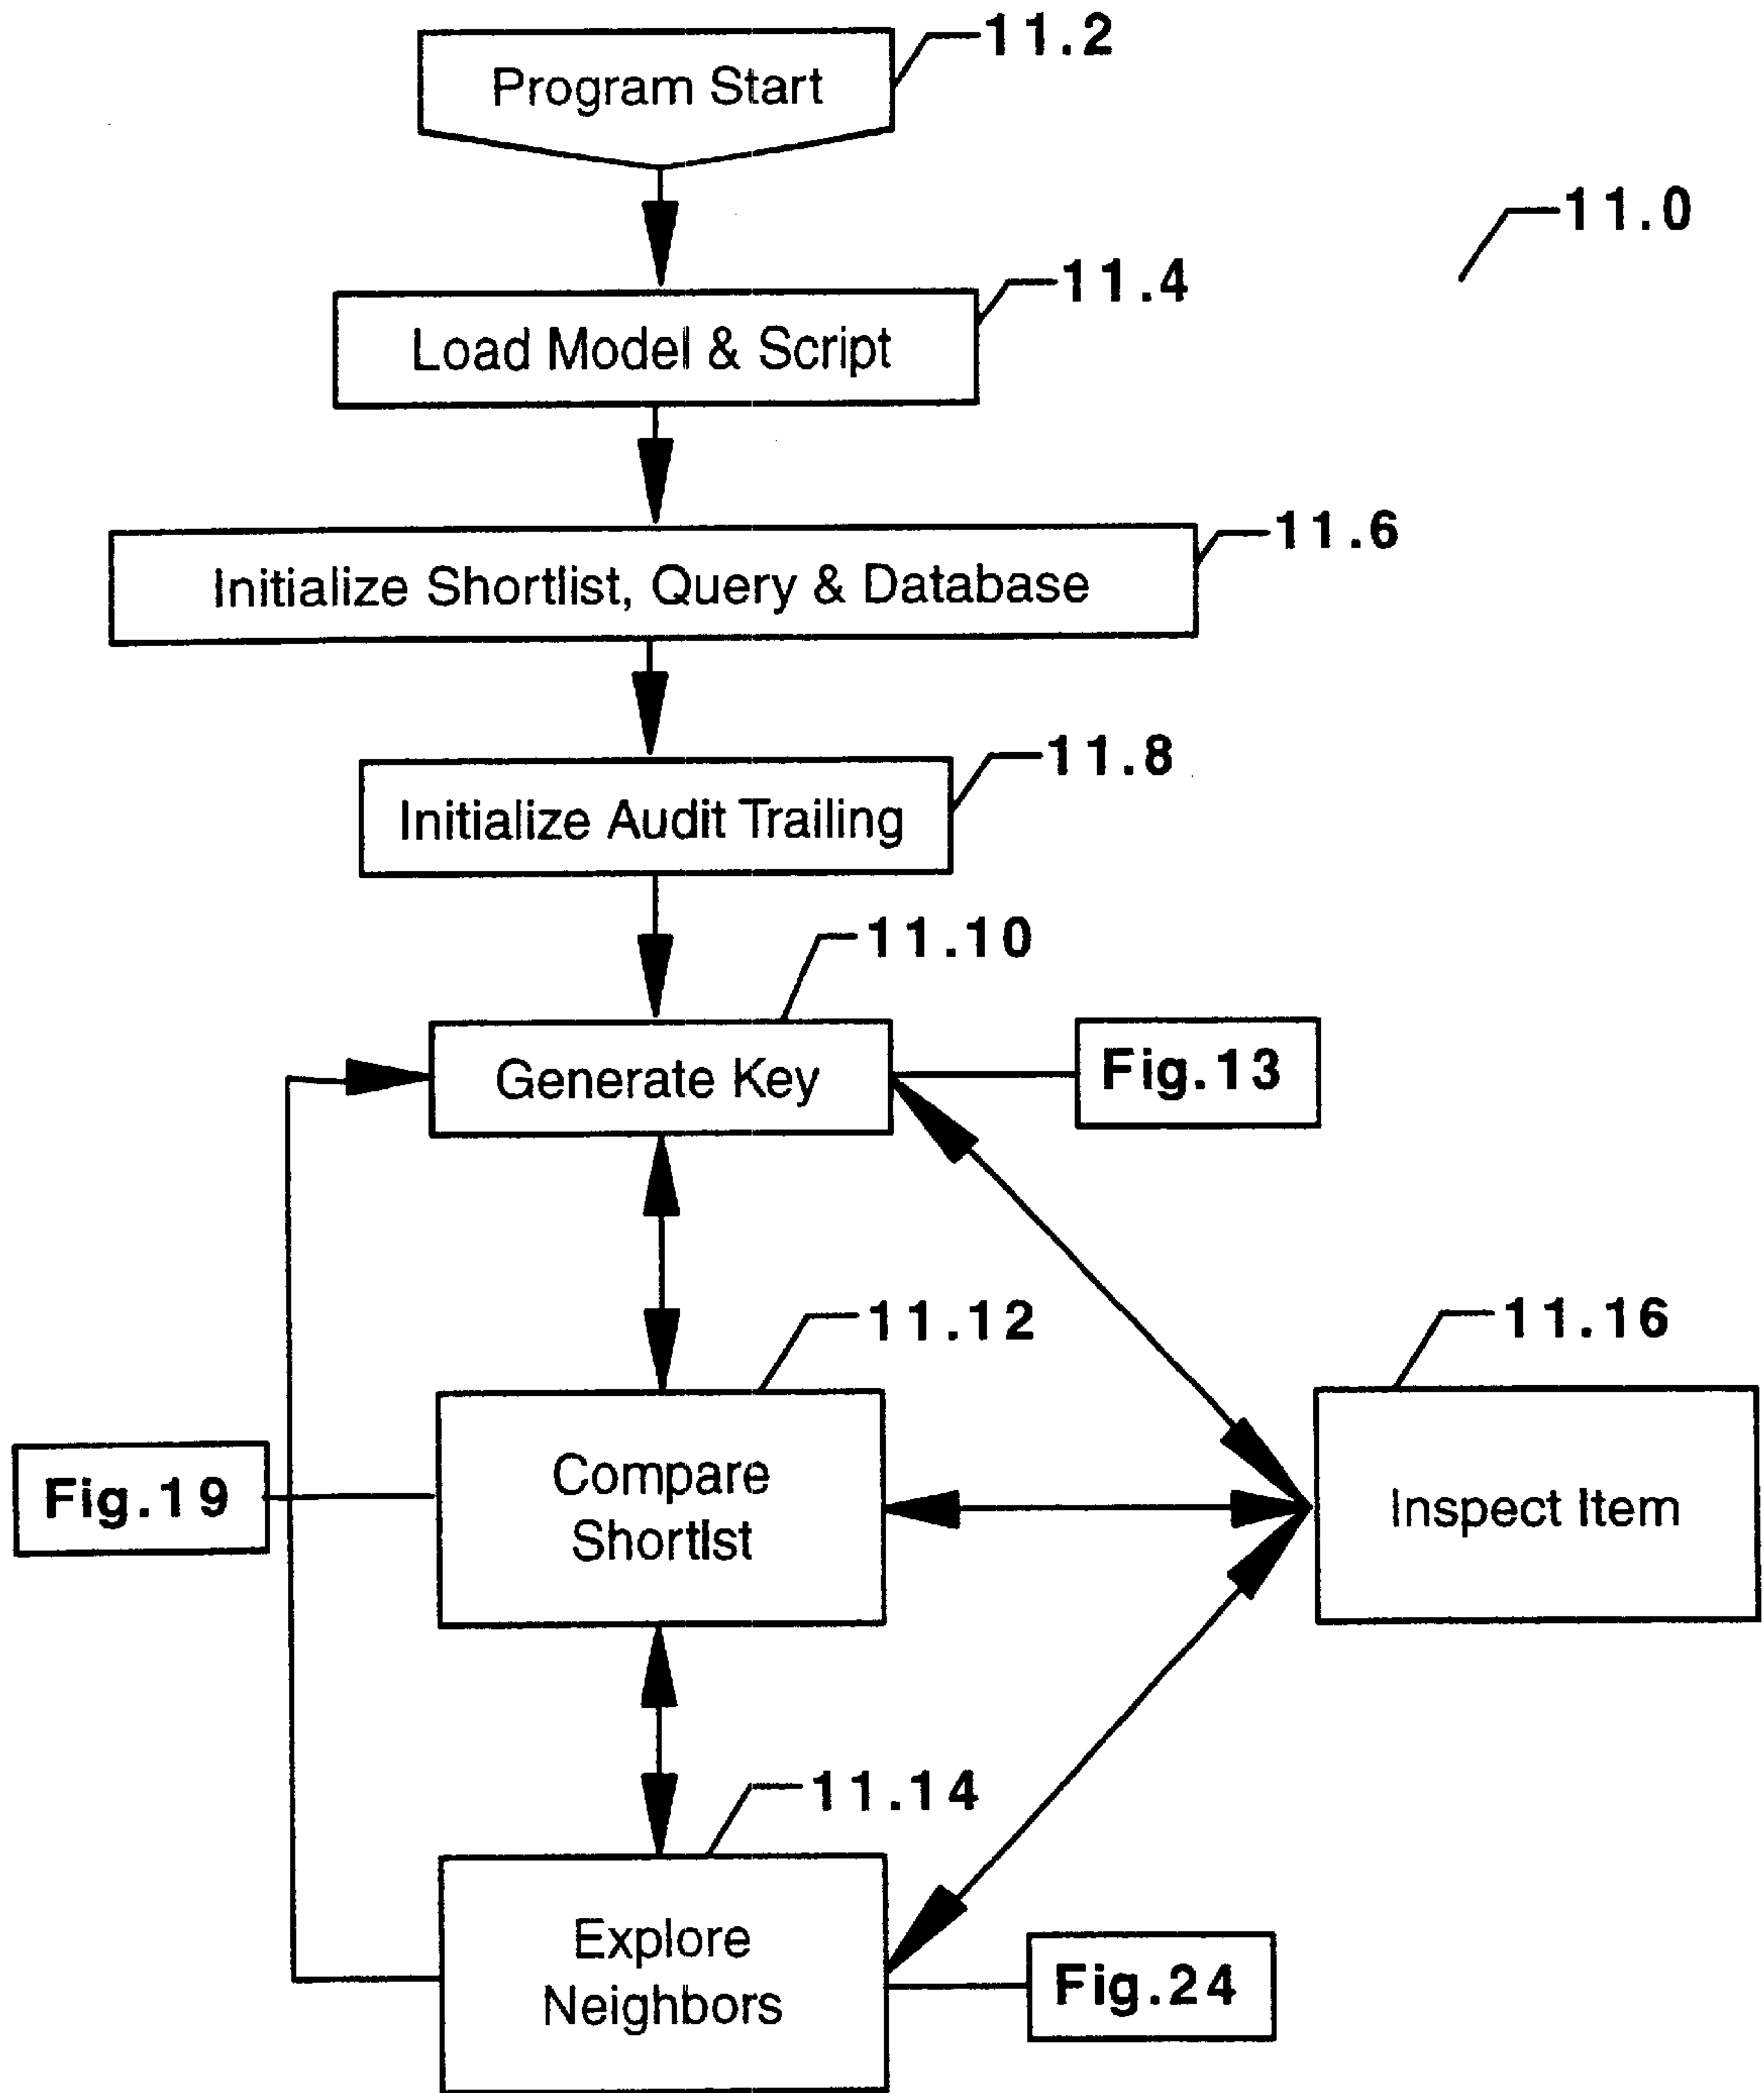 11.2
Program Start
11.0
11.4
Load Model & Script
11.6
Initialize Shortlist, Query & Database
11.8
Initialize Audit Trailing
11.10
Generate Key
Fig.13
11.12
11.16
Fig.19
Compare
Shortlist
Inspect Item
11.14
Explore
Neighbors
Fig.24